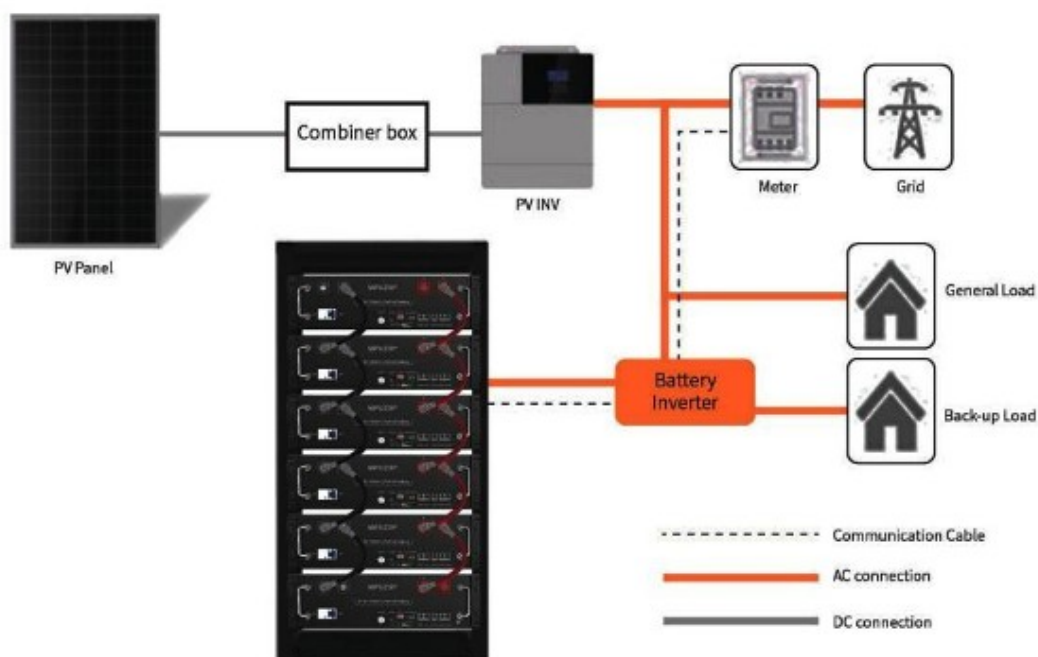 Combiner box
PV INV
Meter
Grid
PV Panel
General Load
Battery
Inverter
Back-up Load
Communication Cable
AC connection
DC connection